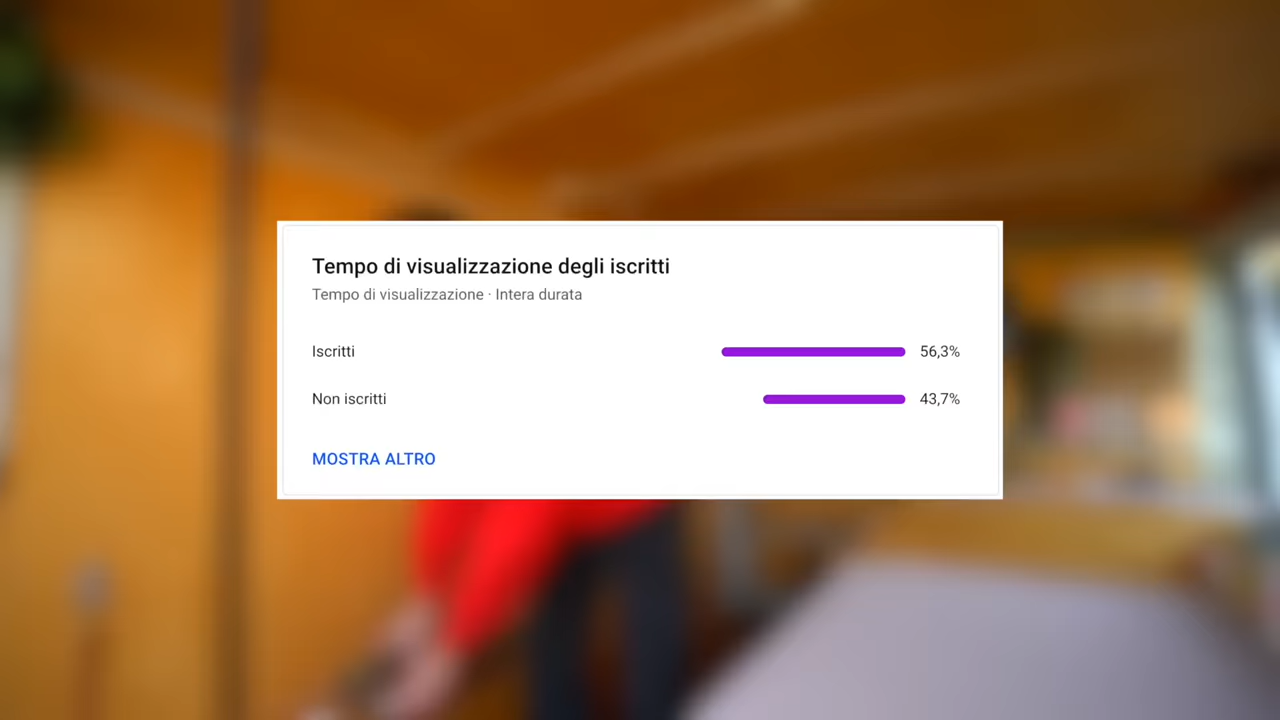 Tempo di visualizzazione degli iscritti
Tempo di visualizzazione · Intera durata
Iscritti 56,3%
Non iscritti 43,7%
MOSTRA ALTRO